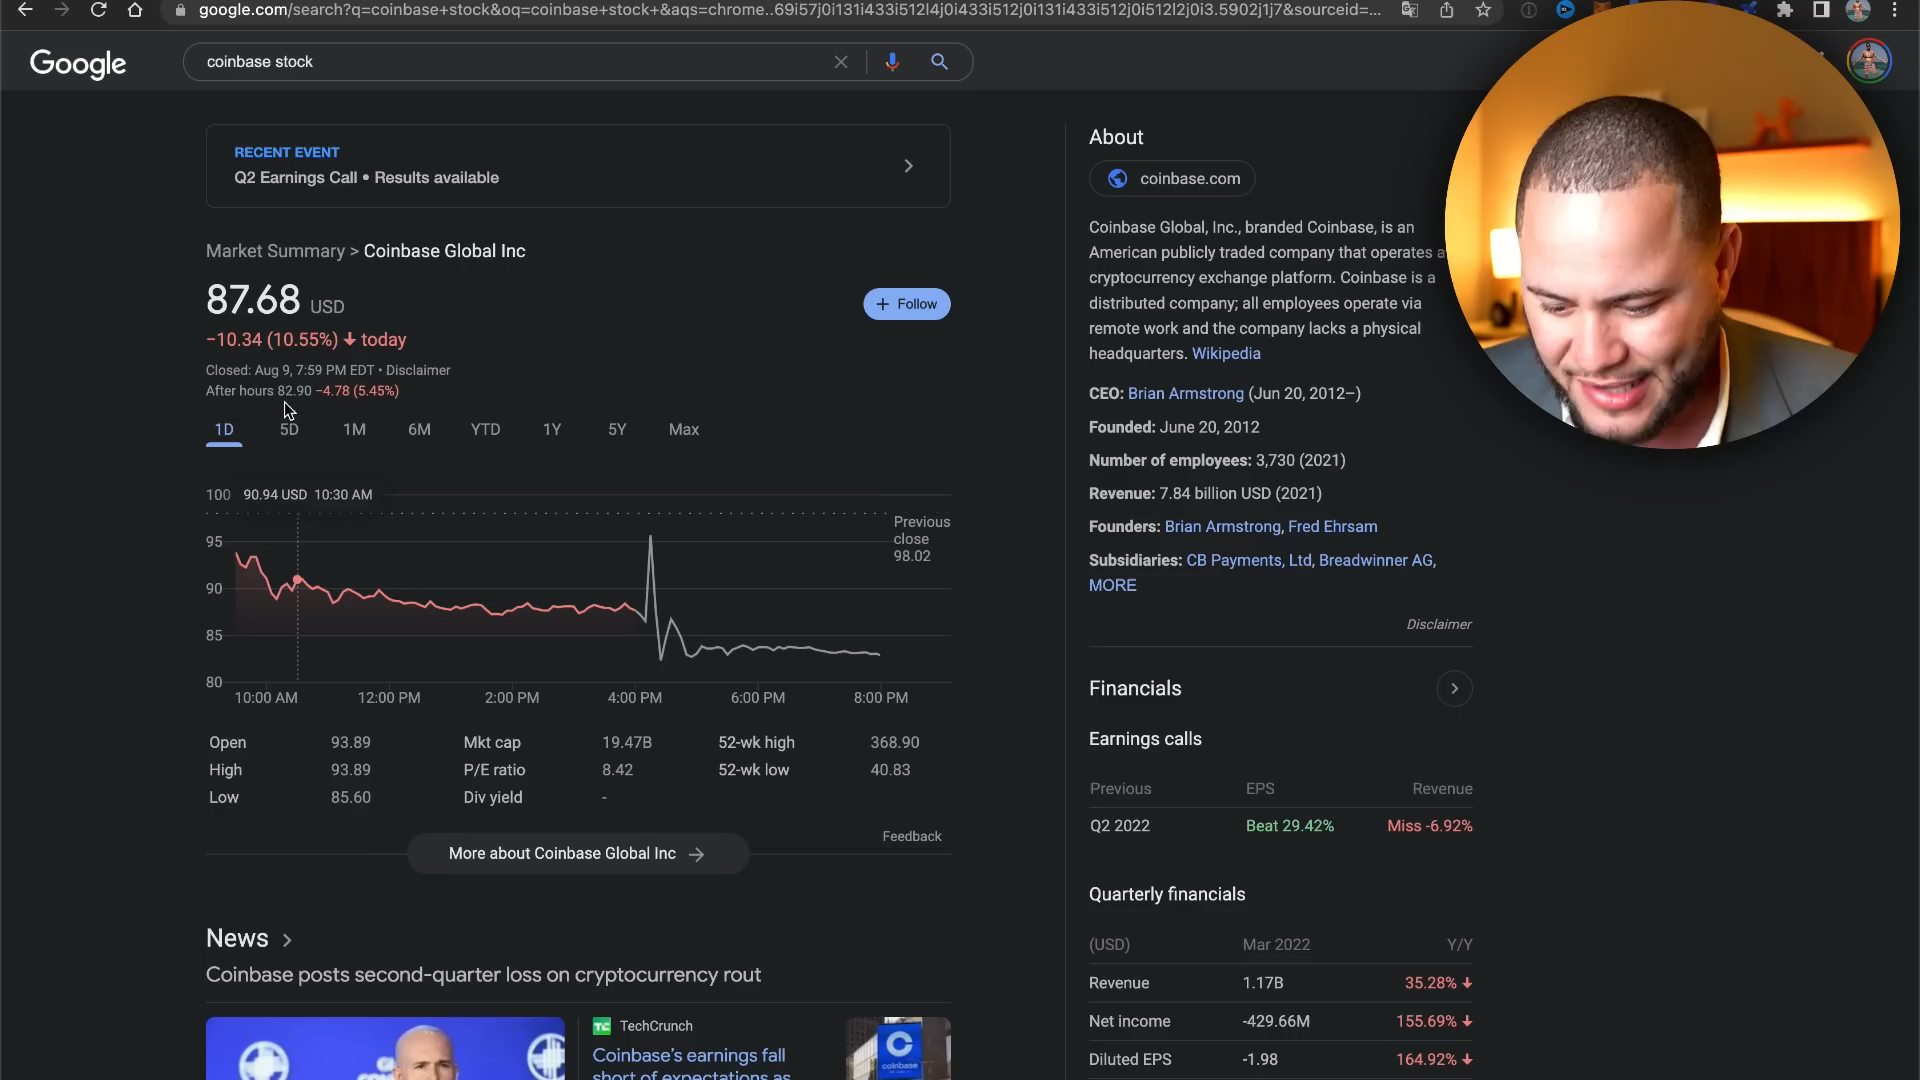 google.com/search?q=coinbase+stock&oq=coinbase+stock+&aqs=chrome..69i57j0i131i433i512l4j0i433i512j0i131i433i512j0i512l2j0i3.5902j1j7&sourceid=...
Google
coinbase stock
RECENT EVENT
Q2 Earnings Call • Results available
Market Summary > Coinbase Global Inc
87.68 USD
+ Follow
−10.34 (10.55%) ↓ today
Closed: Aug 9, 7:59 PM EDT • Disclaimer
After hours 82.90 −4.78 (5.45%)
1D 5D 1M 6M YTD 1Y 5Y Max
100 90.94 USD 10:30 AM
Previous close 98.02
95
90
85
80
10:00 AM 12:00 PM 2:00 PM 4:00 PM 6:00 PM 8:00 PM
Open 93.89 Mkt cap 19.47B 52-wk high 368.90
High 93.89 P/E ratio 8.42 52-wk low 40.83
Low 85.60 Div yield -
Feedback
More about Coinbase Global Inc →
News >
Coinbase posts second-quarter loss on cryptocurrency rout
TechCrunch
Coinbase's earnings fall
short of expectations as
coinbase
About
coinbase.com
Coinbase Global, Inc., branded Coinbase, is an
American publicly traded company that operates a
cryptocurrency exchange platform. Coinbase is a
distributed company; all employees operate via
remote work and the company lacks a physical
headquarters. Wikipedia
CEO: Brian Armstrong (Jun 20, 2012–)
Founded: June 20, 2012
Number of employees: 3,730 (2021)
Revenue: 7.84 billion USD (2021)
Founders: Brian Armstrong, Fred Ehrsam
Subsidiaries: CB Payments, Ltd, Breadwinner AG,
MORE
Disclaimer
Financials
Earnings calls
Previous EPS Revenue
Q2 2022 Beat 29.42% Miss -6.92%
Quarterly financials
(USD) Mar 2022 Y/Y
Revenue 1.17B 35.28% ↓
Net income -429.66M 155.69% ↓
Diluted EPS -1.98 164.92% ↓